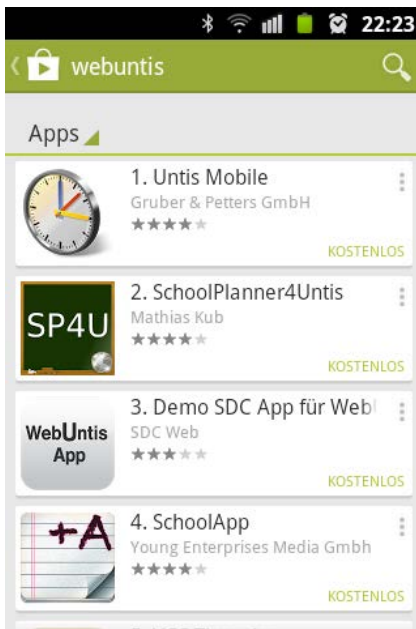 22:23
webuntis
Apps
1. Untis Mobile
Gruber & Petters GmbH
KOSTENLOS
SP4U
2. SchoolPlanner4Untis
Mathias Kub
KOSTENLOS
WebUntis
App
3. Demo SDC App für Web
SDC Web
KOSTENLOS
+A
4. SchoolApp
Young Enterprises Media Gmbh
KOSTENLOS